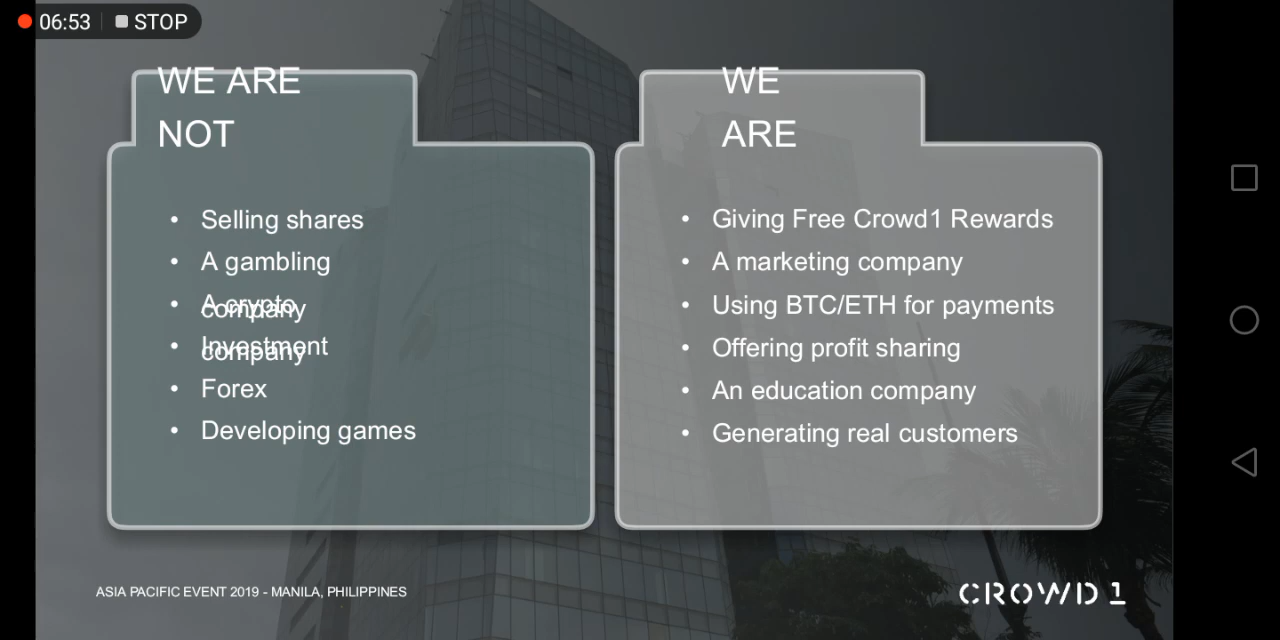 06:53
STOP
WE ARE
NOT
Selling shares
A gambling
company
A crypto
company
Investment
Forex
Developing games
WE
ARE
Giving Free Crowd1 Rewards
A marketing company
Using BTC/ETH for payments
Offering profit sharing
An education company
Generating real customers
ASIA PACIFIC EVENT 2019 - MANILA, PHILIPPINES
CROWD 1